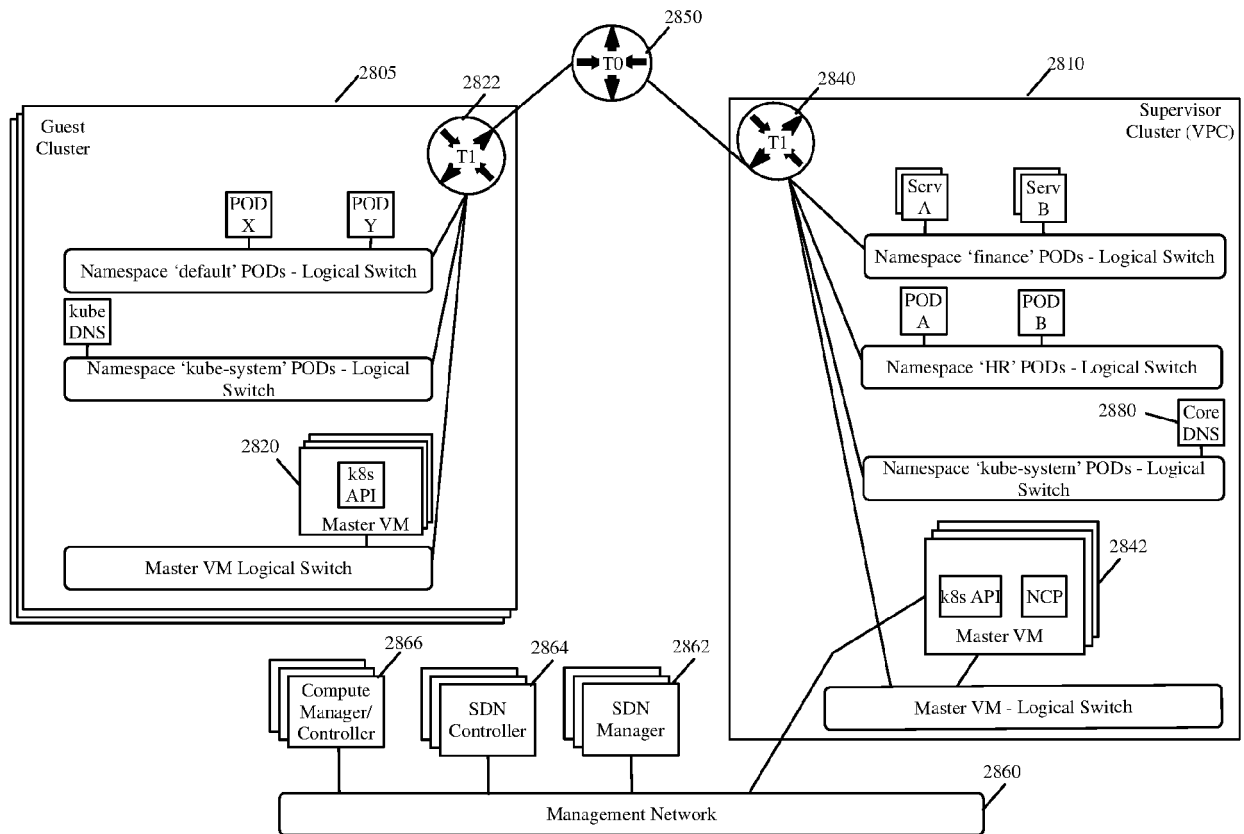 2850
T0
2805
2822
2840
2810
Guest
Cluster
T1
T1
Supervisor
Cluster (VPC)
POD
X
POD
Y
Serv
A
Serv
B
Namespace 'default' PODs - Logical Switch
Namespace 'finance' PODs - Logical Switch
kube
DNS
POD
A
POD
B
Namespace 'kube-system' PODs - Logical
Switch
Namespace 'HR' PODs - Logical Switch
2880
Core
DNS
2820
k8s
API
Master VM
Namespace 'kube-system' PODs - Logical
Switch
Master VM Logical Switch
2842
k8s API
NCP
Master VM
2866
2864
2862
Compute
Manager/
Controller
SDN
Controller
SDN
Manager
Master VM - Logical Switch
2860
Management Network